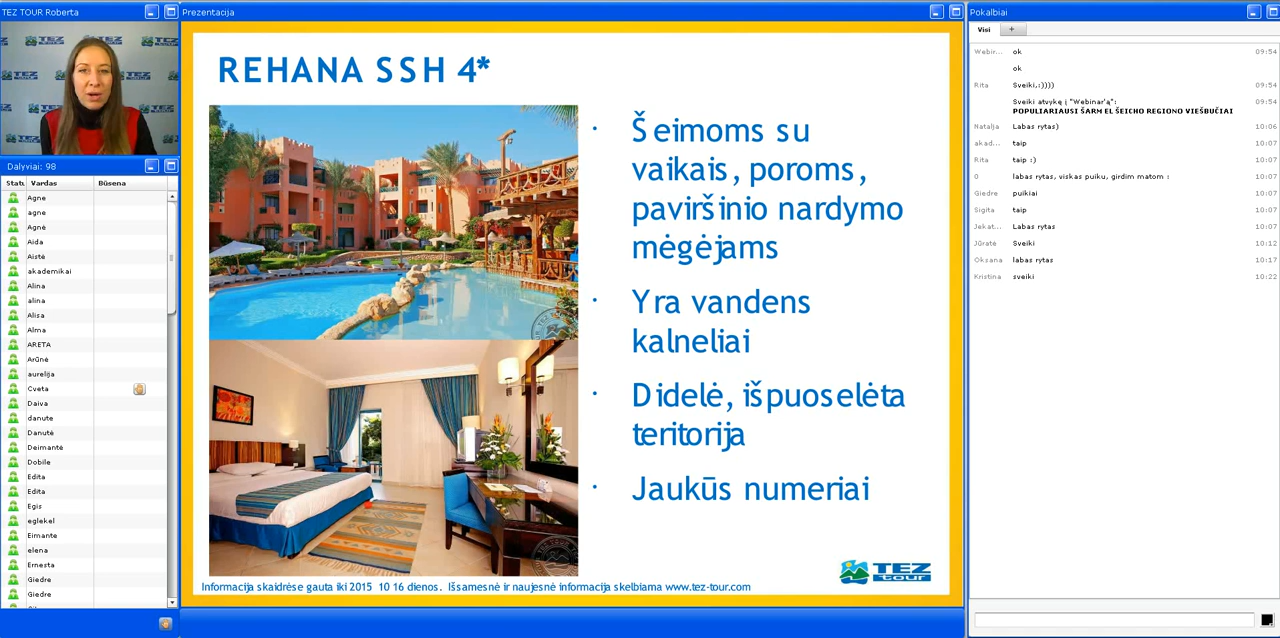 TEZ TOUR Roberta
Dalyviai: 98
Vardas
Būsena
Agne
agne
Agnė
Aida
Aistė
akademikai
Alina
alina
Alisa
Alma
ARETA
Arūnė
aurelija
Cveta
Daiva
danute
Danutė
Deimantė
Dobile
Edita
Edita
Egis
eglekel
Eimante
elena
Ernesta
Giedre
Giedre
Prezentacija
REHANA SSH 4*
· Šeimoms su
vaikais, poroms,
paviršinio nardymo
mėgėjams
· Yra vandens
kalneliai
· Didelė, išpuoselėta
teritorija
· Jaukūs numeriai
TEZ
tour
Informacija skaidrėse gauta iki 2015 10 16 dienos. Išsamesnė ir naujesnė informacija skelbiama www.tez-tour.com
Pokalbiai
Visi +
Webir... ok 09:54
ok
Rita Sveiki,:)))) 09:54
Sveiki atvykę į "Webinar'ą": 09:54
POPULIARIAUSI ŠARM EL ŠEICHO REGIONO VIEŠBUČIAI
Natalja Labas rytas) 10:06
akad... taip 10:07
Rita taip :) 10:07
0 labas rytas, viskas puiku, girdim matom : 10:07
Giedre puikiai 10:07
Sigita taip 10:07
Jekat... Labas rytas 10:07
Jūratė Sveiki 10:12
Oksana labas rytas 10:17
Kristina sveiki 10:22